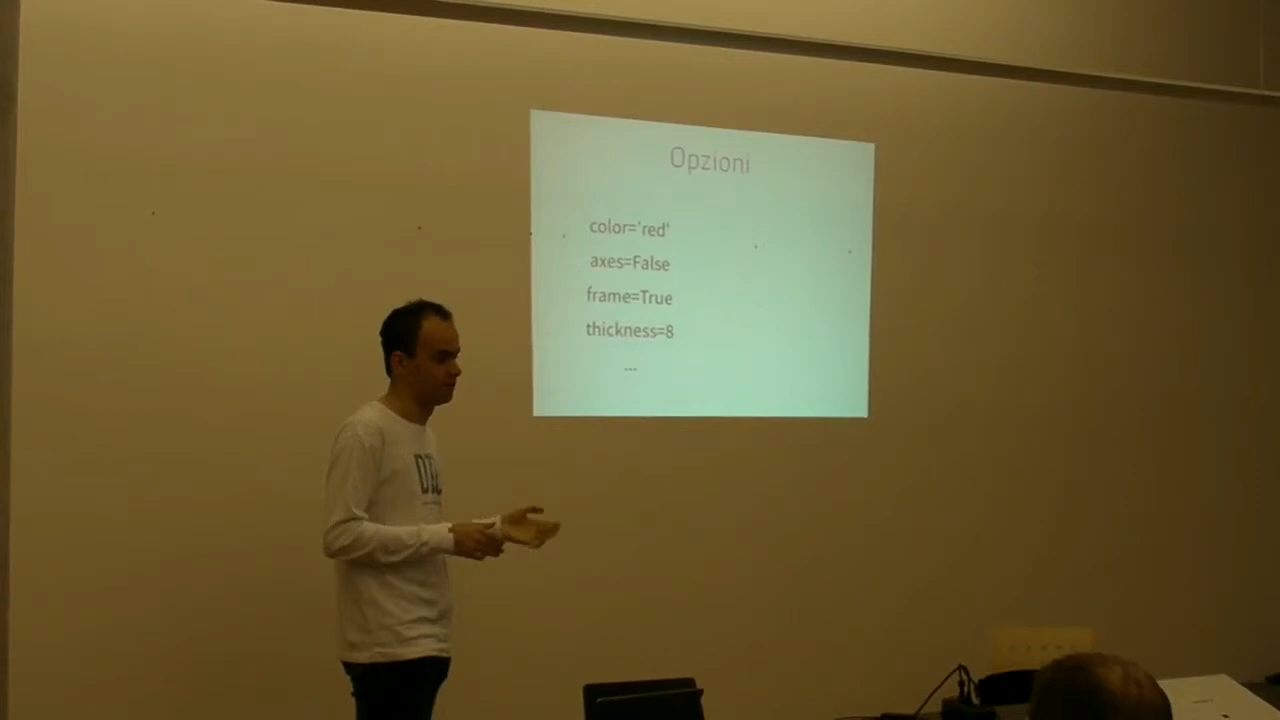 Opzioni
color='red'
axes=False
frame=True
thickness=8
...